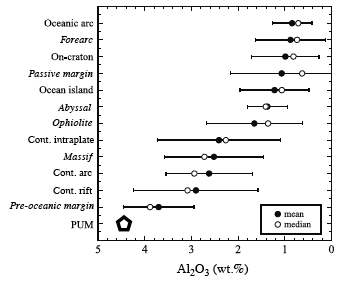 Oceanic arc
Forearc
On-craton
Passive margin
Ocean island
Abyssal
Ophiolite
Cont. intraplate
Massif
Cont. arc
Cont. rift
Pre-oceanic margin
PUM
mean
median
5 4 3 2 1 0
Al₂O₃ (wt.%)